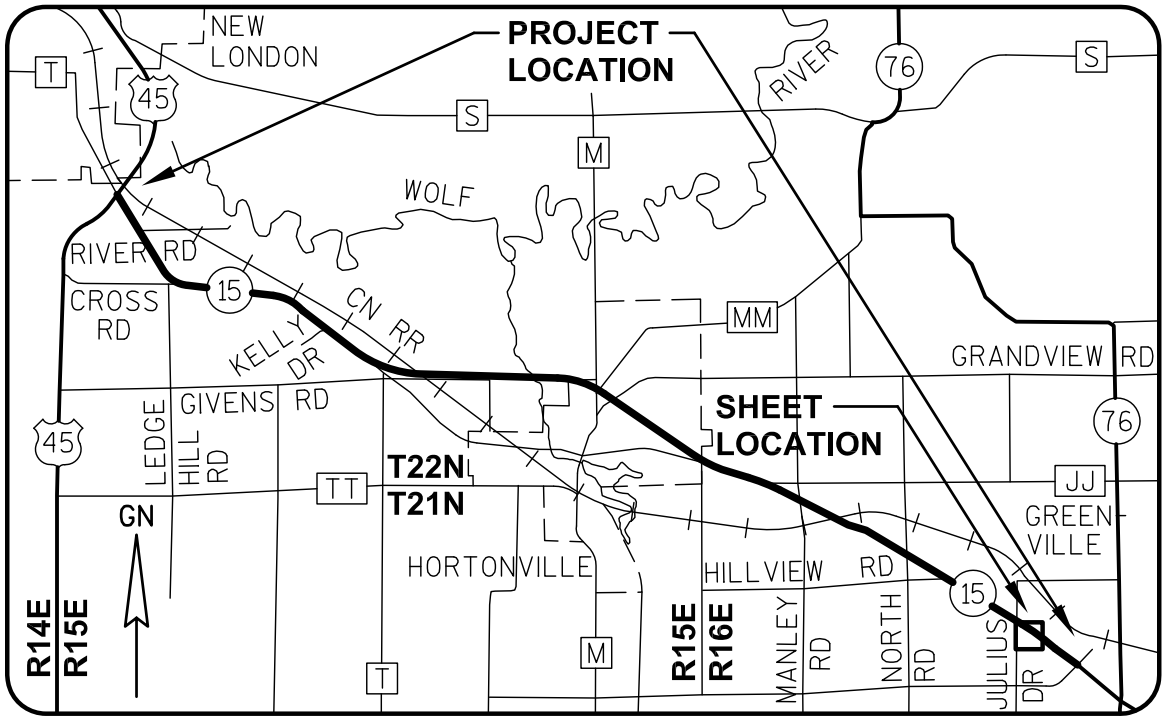 NEW
LONDON
PROJECT
LOCATION
T
45
76
S
RIVER
S
M
WOLF
RIVER RD
CROSS
RD
15
KELLY
DR
CN RR
MM
GRANDVIEW RD
GIVENS RD
SHEET
LOCATION
76
45
LEDGE
HILL
RD
T22N
T21N
TT
JJ
GN
GREEN-
VILLE
HORTONVILLE
HILLVIEW RD
15
R14E
R15E
R15E
R16E
MANLEY
RD
NORTH
RD
JULIUS
DR
M
T